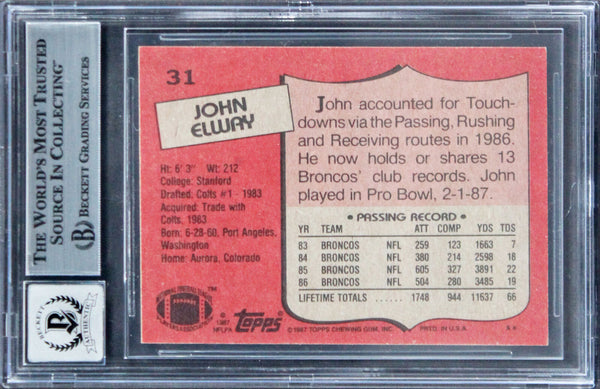 THE WORLD'S MOST TRUSTED
SOURCE IN COLLECTING™
BECKETT GRADING SERVICES
BECKETT
AUTHENTIC
31
JOHN
ELWAY
Ht: 6' 3" Wt: 212
College: Stanford
Drafted: Colts #1 - 1983
Acquired: Trade with
Colts, 1983
Born: 6-28-60, Port Angeles,
Washington
Home: Aurora, Colorado
John accounted for Touch-
downs via the Passing, Rushing
and Receiving routes in 1986.
He now holds or shares 13
Broncos' club records. John
played in Pro Bowl, 2-1-87.
• PASSING RECORD •
YR TEAM ATT COMP YDS TDS
83 BRONCOS NFL 259 123 1663 7
84 BRONCOS NFL 380 214 2598 18
85 BRONCOS NFL 605 327 3891 22
86 BRONCOS NFL 504 280 3485 19
LIFETIME TOTALS ...... 1748 944 11637 66
™
1987
NFLPA
TOPPS
©1987 TOPPS CHEWING GUM, INC. PRTD. IN U.S.A.